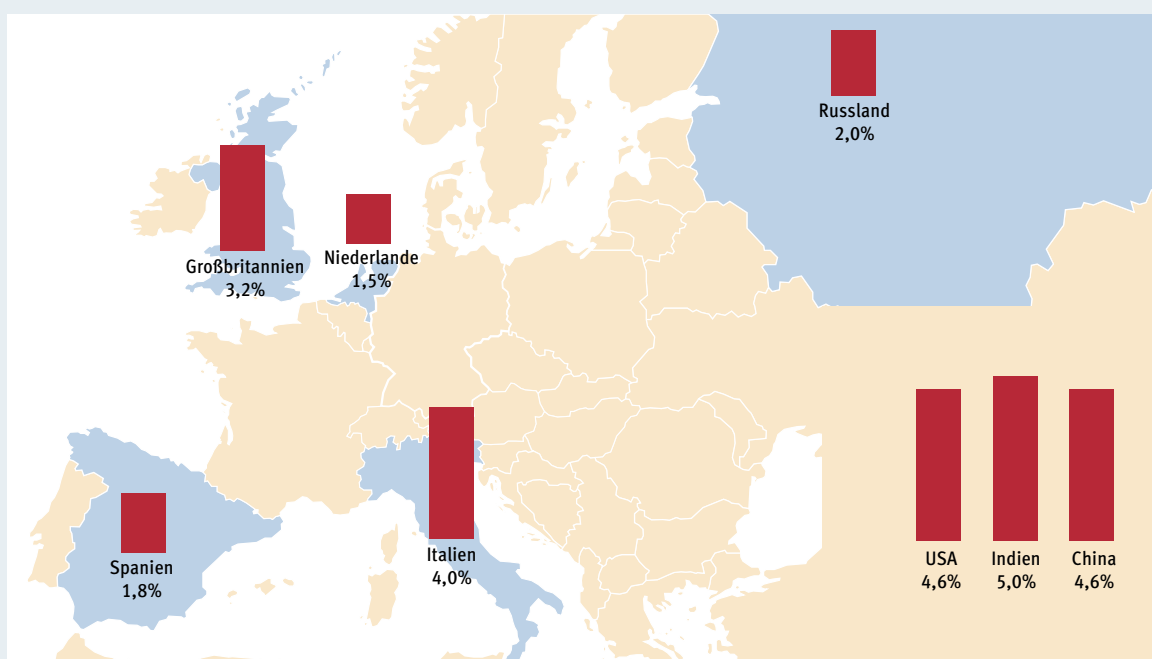 Russland
2,0%
Großbritannien
3,2%
Niederlande
1,5%
Spanien
1,8%
Italien
4,0%
USA
4,6%
Indien
5,0%
China
4,6%